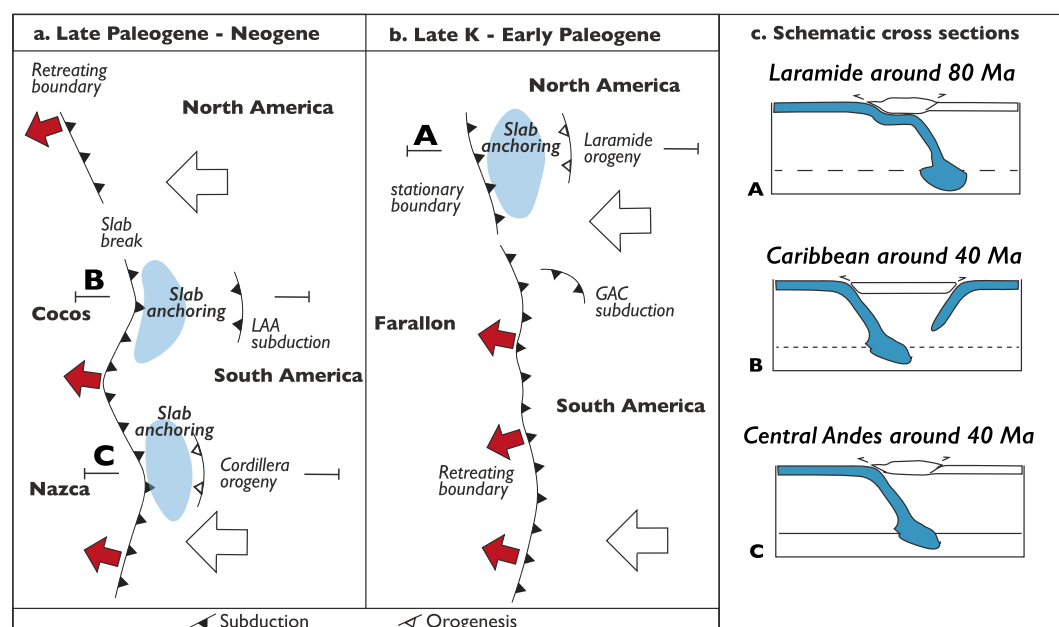 a. Late Paleogene - Neogene
Retreating
boundary
North America
Slab
break
B
Slab
anchoring
Cocos
LAA
subduction
South America
Slab
anchoring
C
Cordillera
orogeny
Nazca
b. Late K - Early Paleogene
North America
A
Slab
anchoring
Laramide
orogeny
stationary
boundary
GAC
subduction
Farallon
South America
Retreating
boundary
Subduction
Orogenesis
c. Schematic cross sections
Laramide around 80 Ma
A
Caribbean around 40 Ma
B
Central Andes around 40 Ma
C